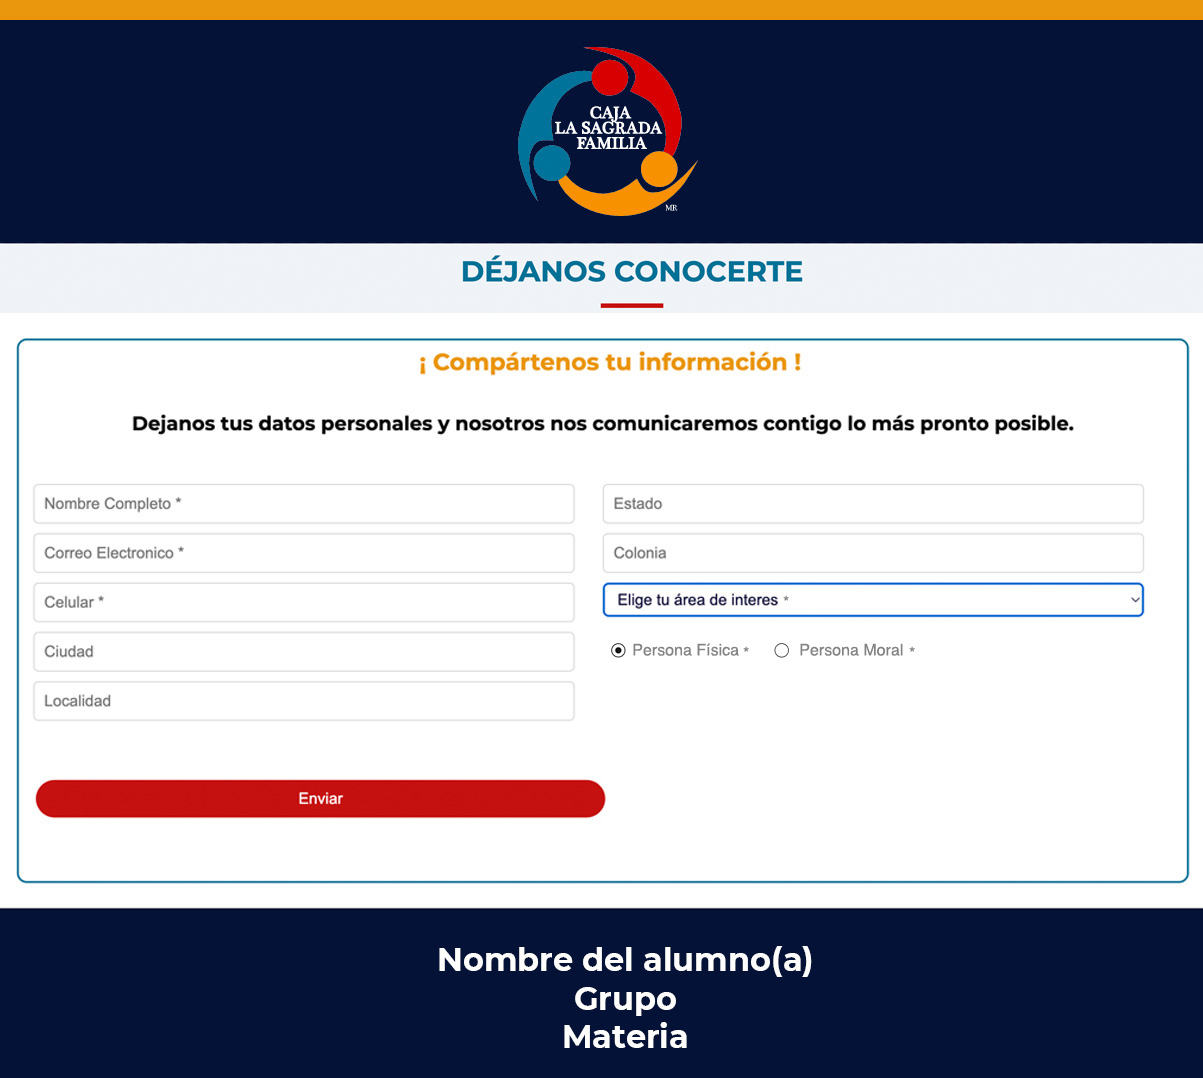 CAJA
LA SAGRADA
FAMILIA
MR
DÉJANOS CONOCERTE
¡ Compártenos tu información !
Dejanos tus datos personales y nosotros nos comunicaremos contigo lo más pronto posible.
Nombre Completo *
Correo Electronico *
Celular *
Ciudad
Localidad
Estado
Colonia
Elige tu área de interes *
Persona Física * Persona Moral *
Enviar
Nombre del alumno(a)
Grupo
Materia